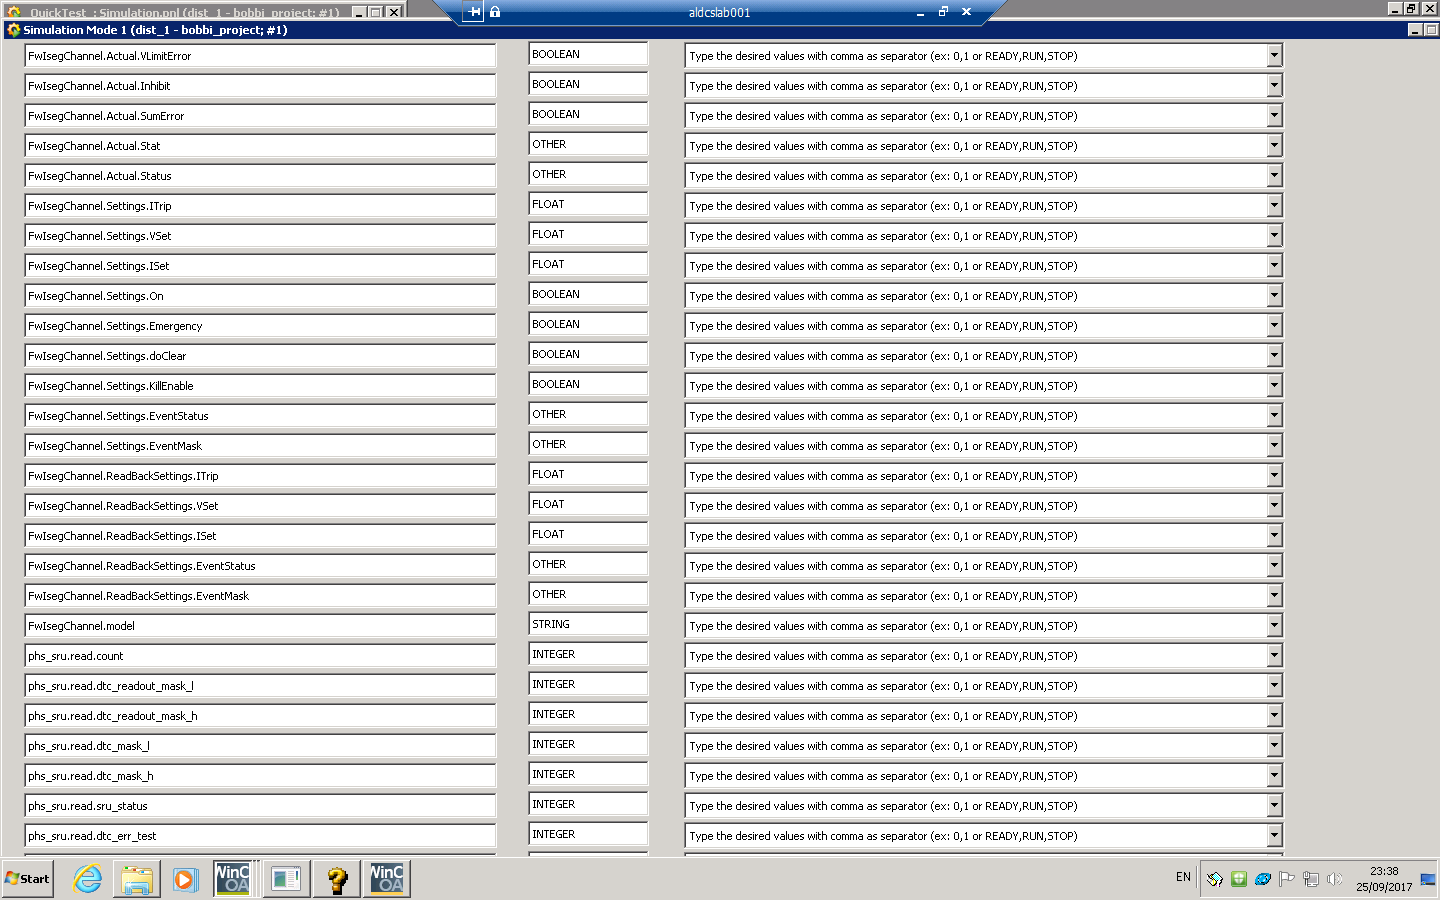 QuickTest : Simulation.pnl (dist_1 - bobbi_project; #1)
aldcslab001
Simulation Mode 1 (dist_1 - bobbi_project; #1)
FwIsegChannel.Actual.VLimitError BOOLEAN Type the desired values with comma as separator (ex: 0,1 or READY,RUN,STOP)
FwIsegChannel.Actual.Inhibit BOOLEAN Type the desired values with comma as separator (ex: 0,1 or READY,RUN,STOP)
FwIsegChannel.Actual.SumError BOOLEAN Type the desired values with comma as separator (ex: 0,1 or READY,RUN,STOP)
FwIsegChannel.Actual.Stat OTHER Type the desired values with comma as separator (ex: 0,1 or READY,RUN,STOP)
FwIsegChannel.Actual.Status OTHER Type the desired values with comma as separator (ex: 0,1 or READY,RUN,STOP)
FwIsegChannel.Settings.ITrip FLOAT Type the desired values with comma as separator (ex: 0,1 or READY,RUN,STOP)
FwIsegChannel.Settings.VSet FLOAT Type the desired values with comma as separator (ex: 0,1 or READY,RUN,STOP)
FwIsegChannel.Settings.ISet FLOAT Type the desired values with comma as separator (ex: 0,1 or READY,RUN,STOP)
FwIsegChannel.Settings.On BOOLEAN Type the desired values with comma as separator (ex: 0,1 or READY,RUN,STOP)
FwIsegChannel.Settings.Emergency BOOLEAN Type the desired values with comma as separator (ex: 0,1 or READY,RUN,STOP)
FwIsegChannel.Settings.doClear BOOLEAN Type the desired values with comma as separator (ex: 0,1 or READY,RUN,STOP)
FwIsegChannel.Settings.KillEnable BOOLEAN Type the desired values with comma as separator (ex: 0,1 or READY,RUN,STOP)
FwIsegChannel.Settings.EventStatus OTHER Type the desired values with comma as separator (ex: 0,1 or READY,RUN,STOP)
FwIsegChannel.Settings.EventMask OTHER Type the desired values with comma as separator (ex: 0,1 or READY,RUN,STOP)
FwIsegChannel.ReadBackSettings.ITrip FLOAT Type the desired values with comma as separator (ex: 0,1 or READY,RUN,STOP)
FwIsegChannel.ReadBackSettings.VSet FLOAT Type the desired values with comma as separator (ex: 0,1 or READY,RUN,STOP)
FwIsegChannel.ReadBackSettings.ISet FLOAT Type the desired values with comma as separator (ex: 0,1 or READY,RUN,STOP)
FwIsegChannel.ReadBackSettings.EventStatus OTHER Type the desired values with comma as separator (ex: 0,1 or READY,RUN,STOP)
FwIsegChannel.ReadBackSettings.EventMask OTHER Type the desired values with comma as separator (ex: 0,1 or READY,RUN,STOP)
FwIsegChannel.model STRING Type the desired values with comma as separator (ex: 0,1 or READY,RUN,STOP)
phs_sru.read.count INTEGER Type the desired values with comma as separator (ex: 0,1 or READY,RUN,STOP)
phs_sru.read.dtc_readout_mask_l INTEGER Type the desired values with comma as separator (ex: 0,1 or READY,RUN,STOP)
phs_sru.read.dtc_readout_mask_h INTEGER Type the desired values with comma as separator (ex: 0,1 or READY,RUN,STOP)
phs_sru.read.dtc_mask_l INTEGER Type the desired values with comma as separator (ex: 0,1 or READY,RUN,STOP)
phs_sru.read.dtc_mask_h INTEGER Type the desired values with comma as separator (ex: 0,1 or READY,RUN,STOP)
phs_sru.read.sru_status INTEGER Type the desired values with comma as separator (ex: 0,1 or READY,RUN,STOP)
phs_sru.read.dtc_err_test INTEGER Type the desired values with comma as separator (ex: 0,1 or READY,RUN,STOP)
Start
WinCC
OA
WinCC
OA
EN
23:38
25/09/2017